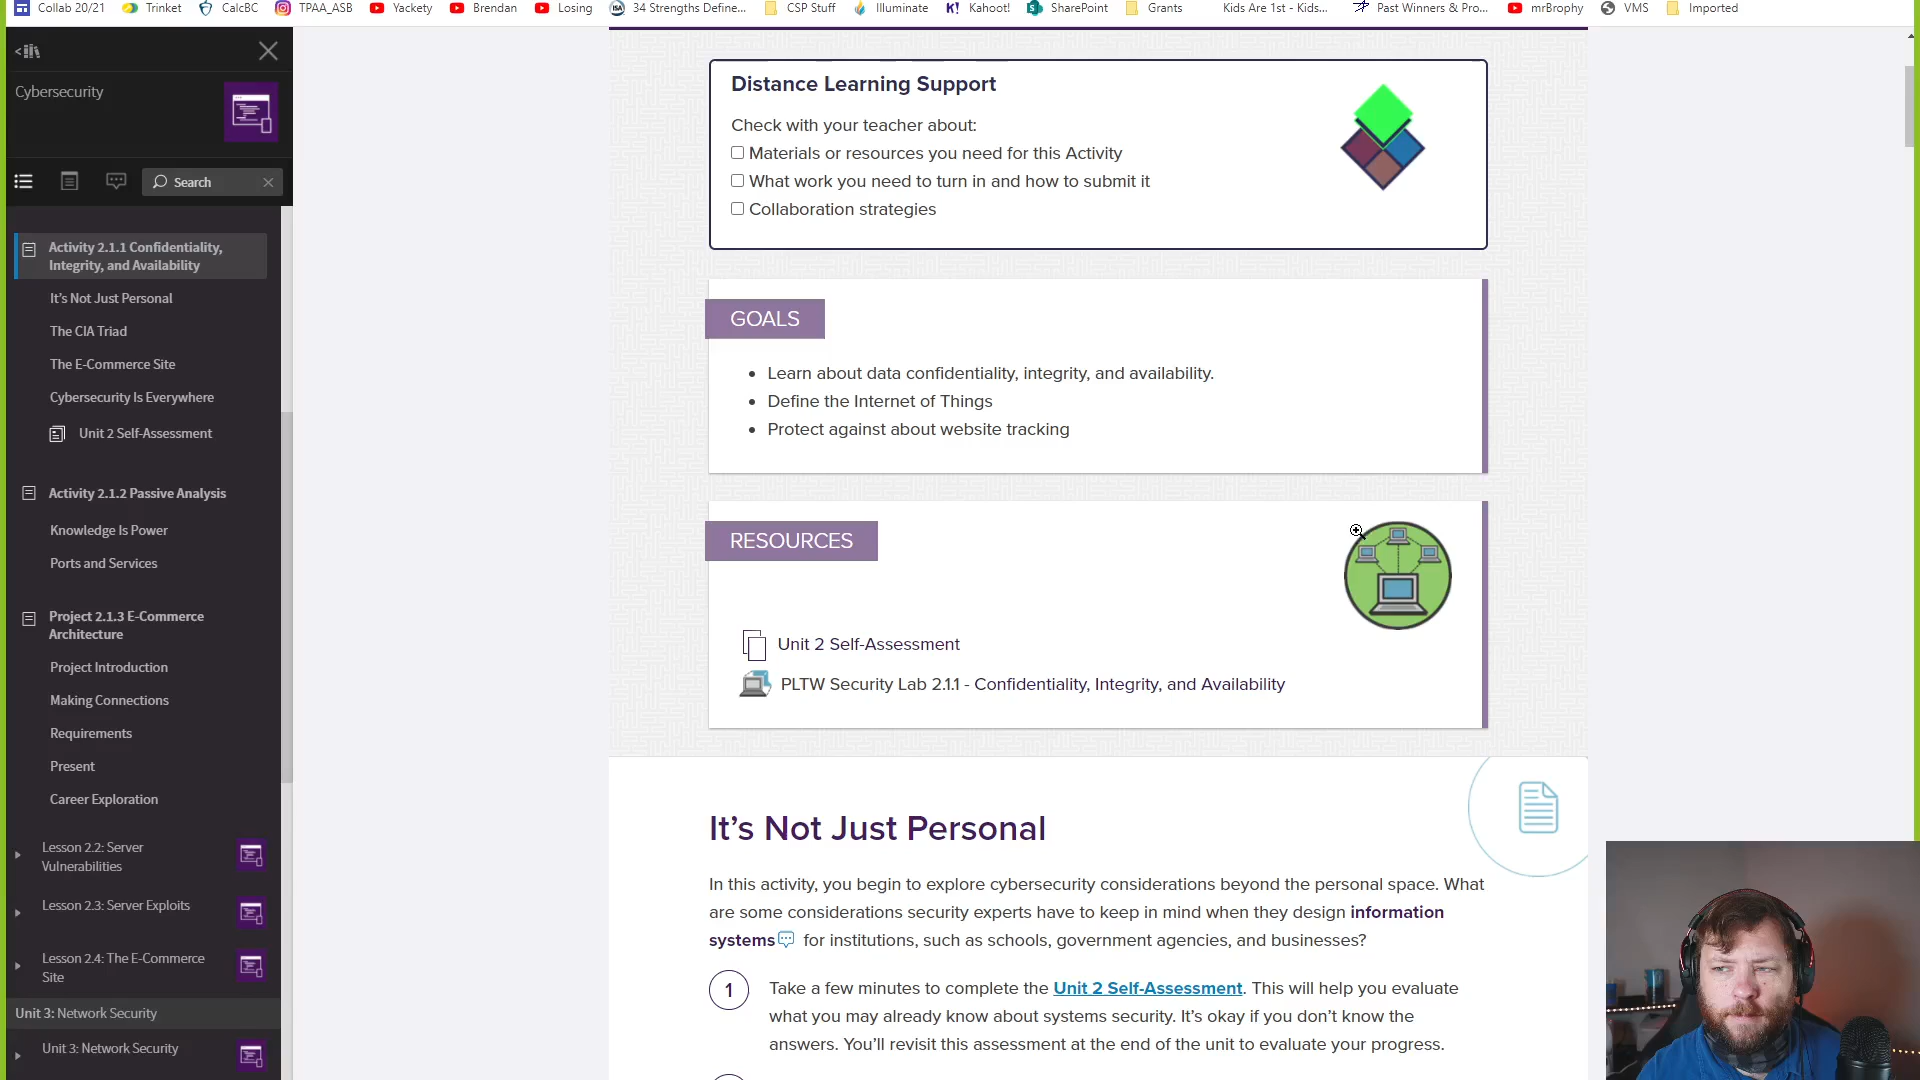 Collab 20/21
Trinket
CalcBC
TPAA_ASB
Yackety
Brendan
Losing
34 Strengths Define...
CSP Stuff
Illuminate
Kahoot!
SharePoint
Grants
Kids Are 1st - Kids...
Past Winners & Pro...
mrBrophy
VMS
Imported
Cybersecurity
Search
Activity 2.1.1 Confidentiality,
Integrity, and Availability
It's Not Just Personal
The CIA Triad
The E-Commerce Site
Cybersecurity Is Everywhere
Unit 2 Self-Assessment
Activity 2.1.2 Passive Analysis
Knowledge Is Power
Ports and Services
Project 2.1.3 E-Commerce
Architecture
Project Introduction
Making Connections
Requirements
Present
Career Exploration
Lesson 2.2: Server
Vulnerabilities
Lesson 2.3: Server Exploits
Lesson 2.4: The E-Commerce
Site
Unit 3: Network Security
Unit 3: Network Security
Distance Learning Support
Check with your teacher about:
Materials or resources you need for this Activity
What work you need to turn in and how to submit it
Collaboration strategies
GOALS
• Learn about data confidentiality, integrity, and availability.
• Define the Internet of Things
• Protect against about website tracking
RESOURCES
Unit 2 Self-Assessment
PLTW Security Lab 2.1.1 - Confidentiality, Integrity, and Availability
It's Not Just Personal
In this activity, you begin to explore cybersecurity considerations beyond the personal space. What
are some considerations security experts have to keep in mind when they design information
systems for institutions, such as schools, government agencies, and businesses?
1
Take a few minutes to complete the Unit 2 Self-Assessment. This will help you evaluate
what you may already know about systems security. It's okay if you don't know the
answers. You'll revisit this assessment at the end of the unit to evaluate your progress.